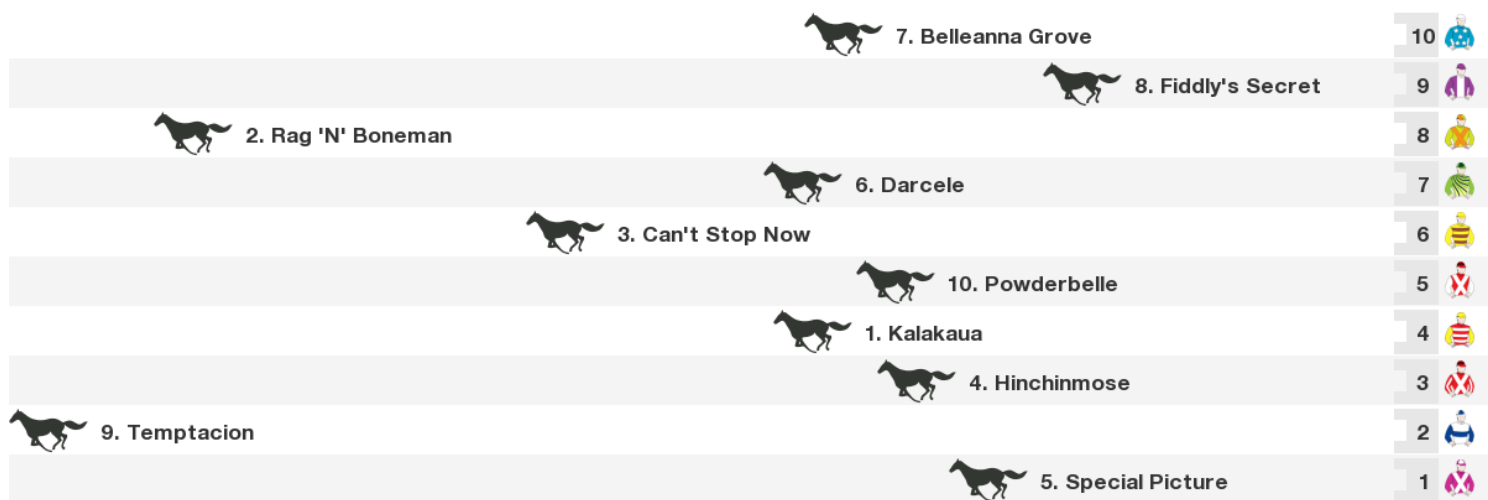 7. Belleanna Grove 10
8. Fiddly's Secret 9
2. Rag 'N' Boneman 8
6. Darcele 7
3. Can't Stop Now 6
10. Powderbelle 5
1. Kalakaua 4
4. Hinchinmose 3
9. Temptacion 2
5. Special Picture 1